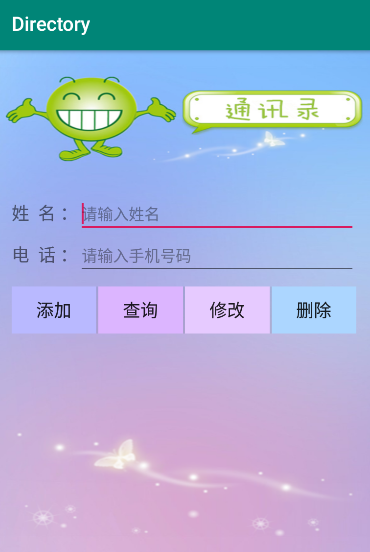 Directory
通讯录
姓 名： 请输入姓名
电 话： 请输入手机号码
添加 查询 修改 删除